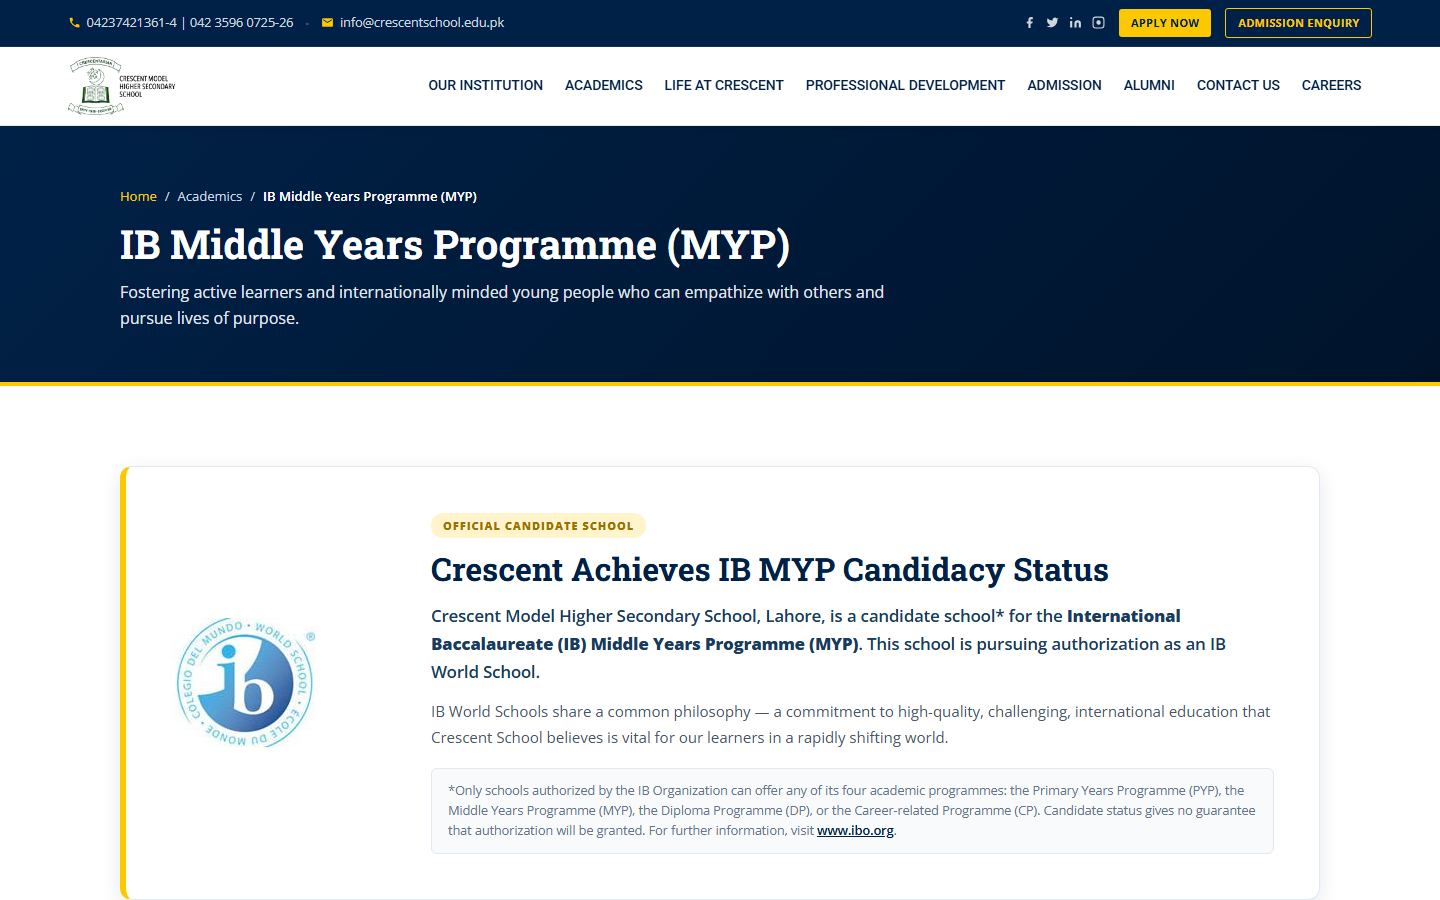 04237421361-4 | 042 3596 0725-26
info@crescentschool.edu.pk
APPLY NOW
ADMISSION ENQUIRY
CRESCENT MODEL
HIGHER SECONDARY
SCHOOL
OUR INSTITUTION
ACADEMICS
LIFE AT CRESCENT
PROFESSIONAL DEVELOPMENT
ADMISSION
ALUMNI
CONTACT US
CAREERS
Home / Academics / IB Middle Years Programme (MYP)
IB Middle Years Programme (MYP)
Fostering active learners and internationally minded young people who can empathize with others and
pursue lives of purpose.
OFFICIAL CANDIDATE SCHOOL
Crescent Achieves IB MYP Candidacy Status
Crescent Model Higher Secondary School, Lahore, is a candidate school* for the International
Baccalaureate (IB) Middle Years Programme (MYP). This school is pursuing authorization as an IB
World School.
COLEGIO DEL MUNDO • WORLD SCHOOL • ÉCOLE DU MONDE •
ib
®
IB World Schools share a common philosophy — a commitment to high-quality, challenging, international education that
Crescent School believes is vital for our learners in a rapidly shifting world.
*Only schools authorized by the IB Organization can offer any of its four academic programmes: the Primary Years Programme (PYP), the
Middle Years Programme (MYP), the Diploma Programme (DP), or the Career-related Programme (CP). Candidate status gives no guarantee
that authorization will be granted. For further information, visit www.ibo.org.